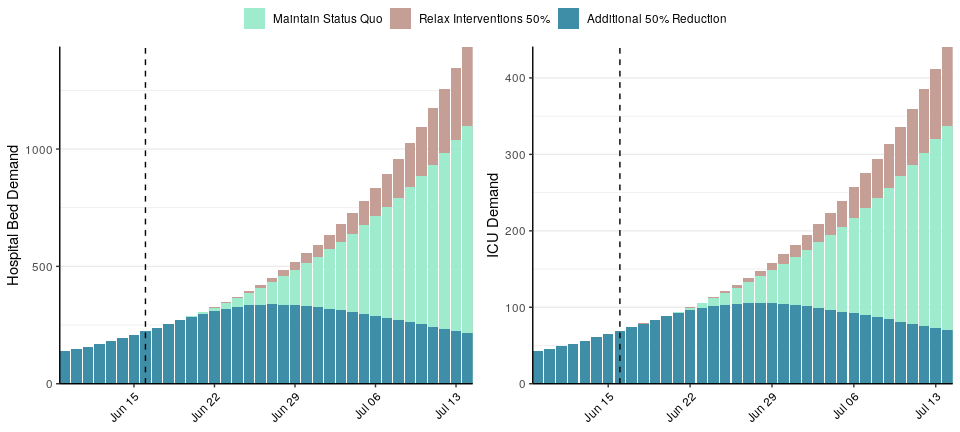 Maintain Status Quo Relax Interventions 50% Additional 50% Reduction
Hospital Bed Demand
1000
500
0
Jun 15 Jun 22 Jun 29 Jul 06 Jul 13
ICU Demand
400
300
200
100
0
Jun 15 Jun 22 Jun 29 Jul 06 Jul 13